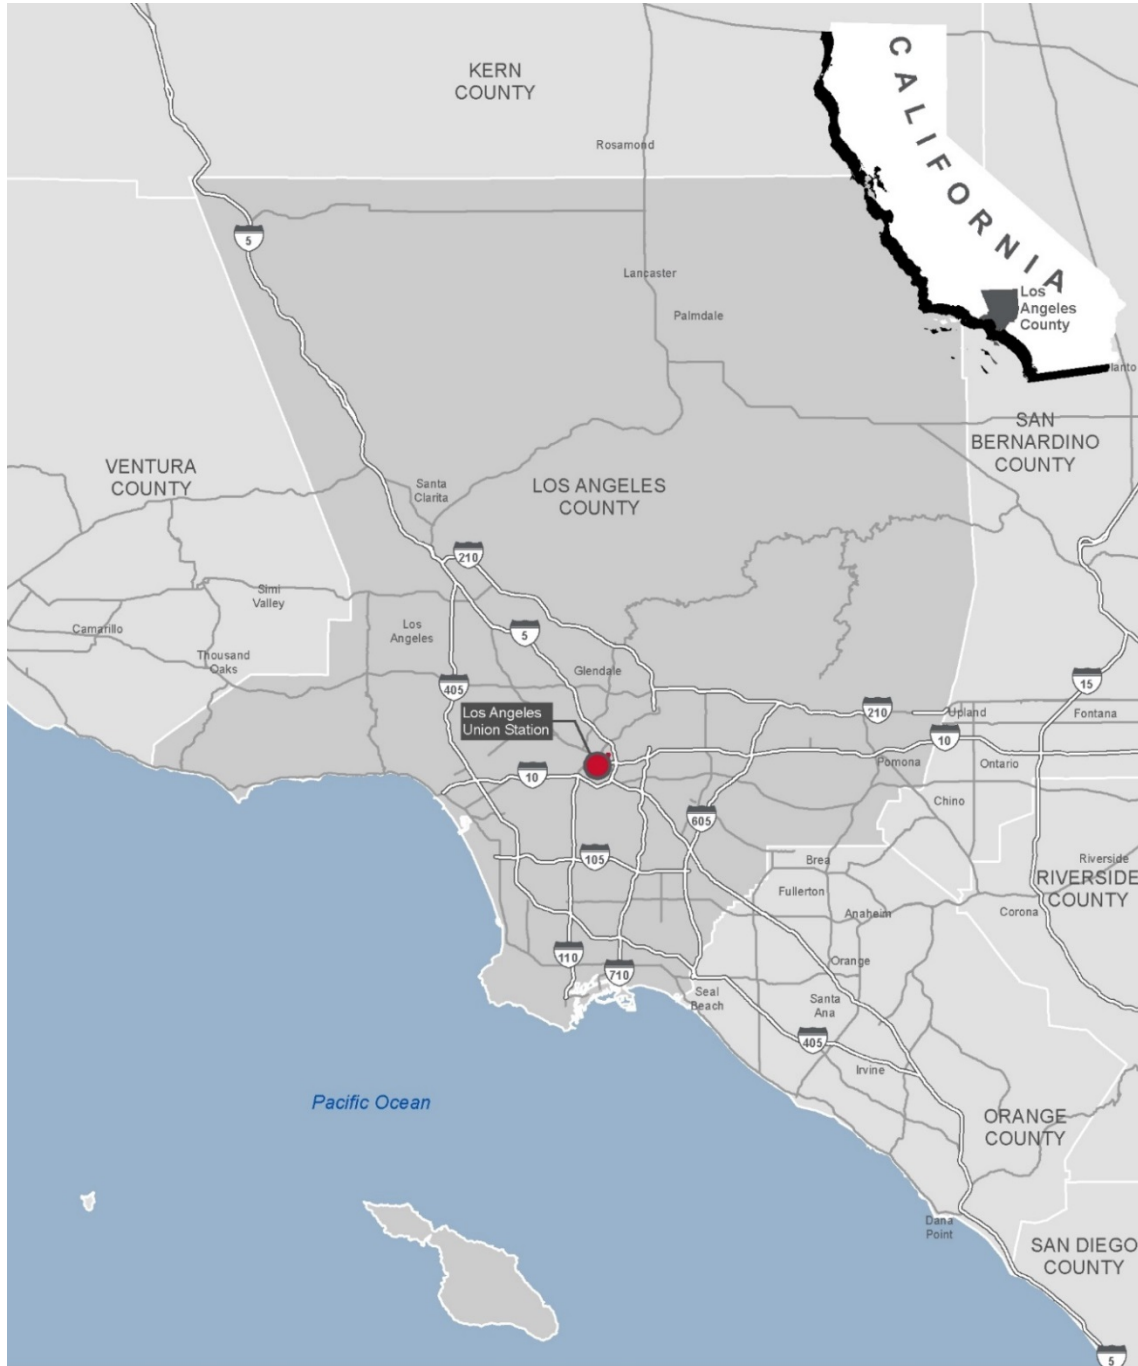 KERN
COUNTY
CALIFORNIA
Rosamond
5
Lancaster
Los
Angeles
County
Palmdale
SAN
BERNARDINO
COUNTY
VENTURA
COUNTY
Santa
Clarita
LOS ANGELES
COUNTY
210
Simi
Valley
Camarillo
Los
Angeles
5
Thousand
Oaks
Glendale
405
15
Los Angeles
Union Station
210
Upland
Fontana
10
Pomona
Ontario
10
Chino
605
105
Brea
Riverside
RIVERSIDE
COUNTY
Fullerton
Anaheim
Corona
110
710
Orange
Seal
Beach
Santa
Ana
405
Irvine
Pacific Ocean
ORANGE
COUNTY
Dana
Point
SAN DIEGO
COUNTY
5